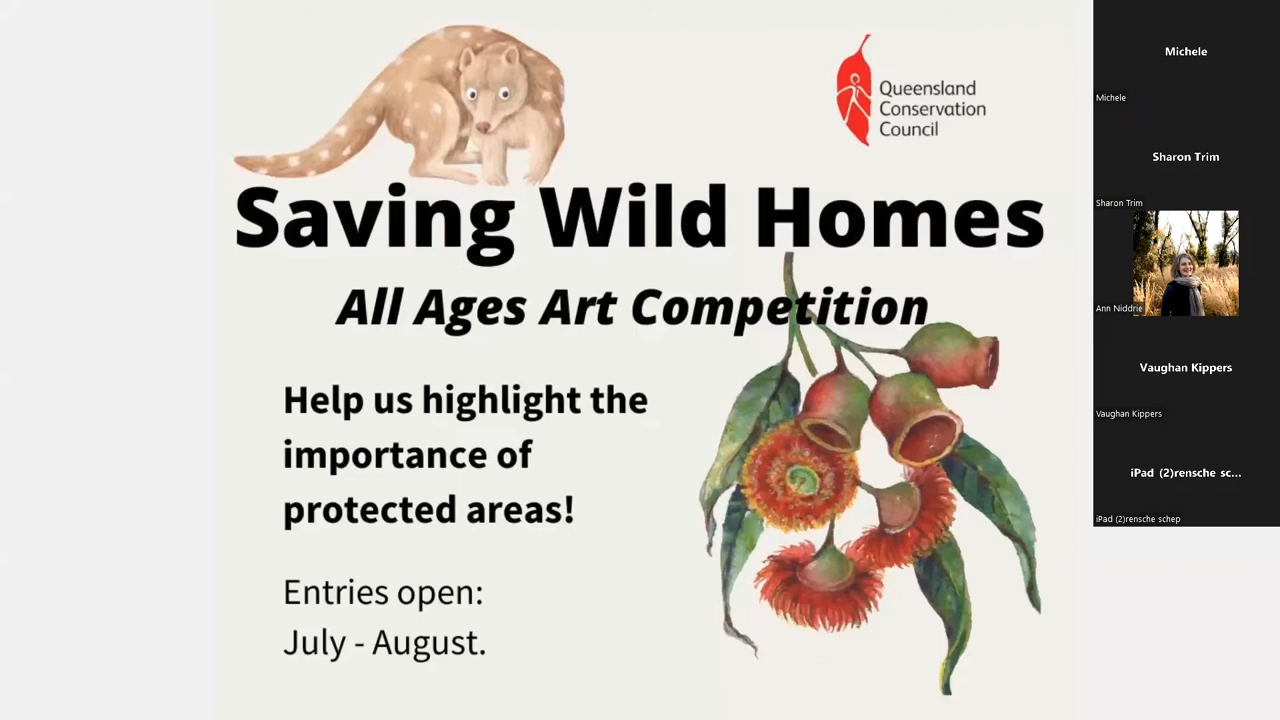 Queensland
Conservation
Council
Saving Wild Homes
All Ages Art Competition
Help us highlight the
importance of
protected areas!
Entries open:
July - August.
Michele
Michele
Sharon Trim
Sharon Trim
Ann Niddrie
Vaughan Kippers
Vaughan Kippers
iPad (2)rensche sc...
iPad (2)rensche schep